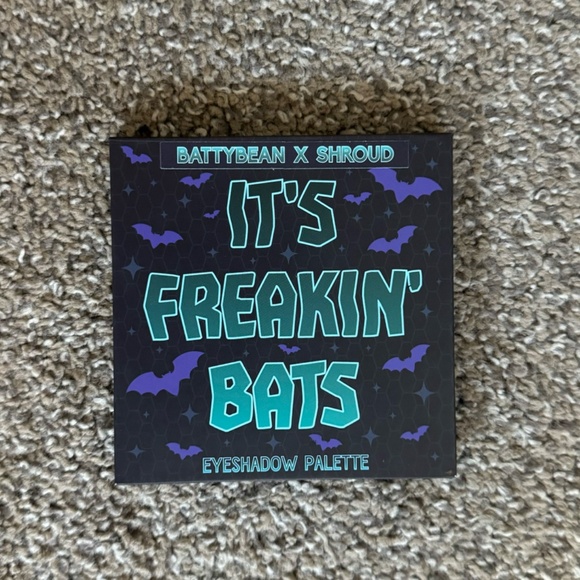 BATTYBEAN X SHROUD
IT'S
FREAKIN'
BATS
EYESHADOW PALETTE